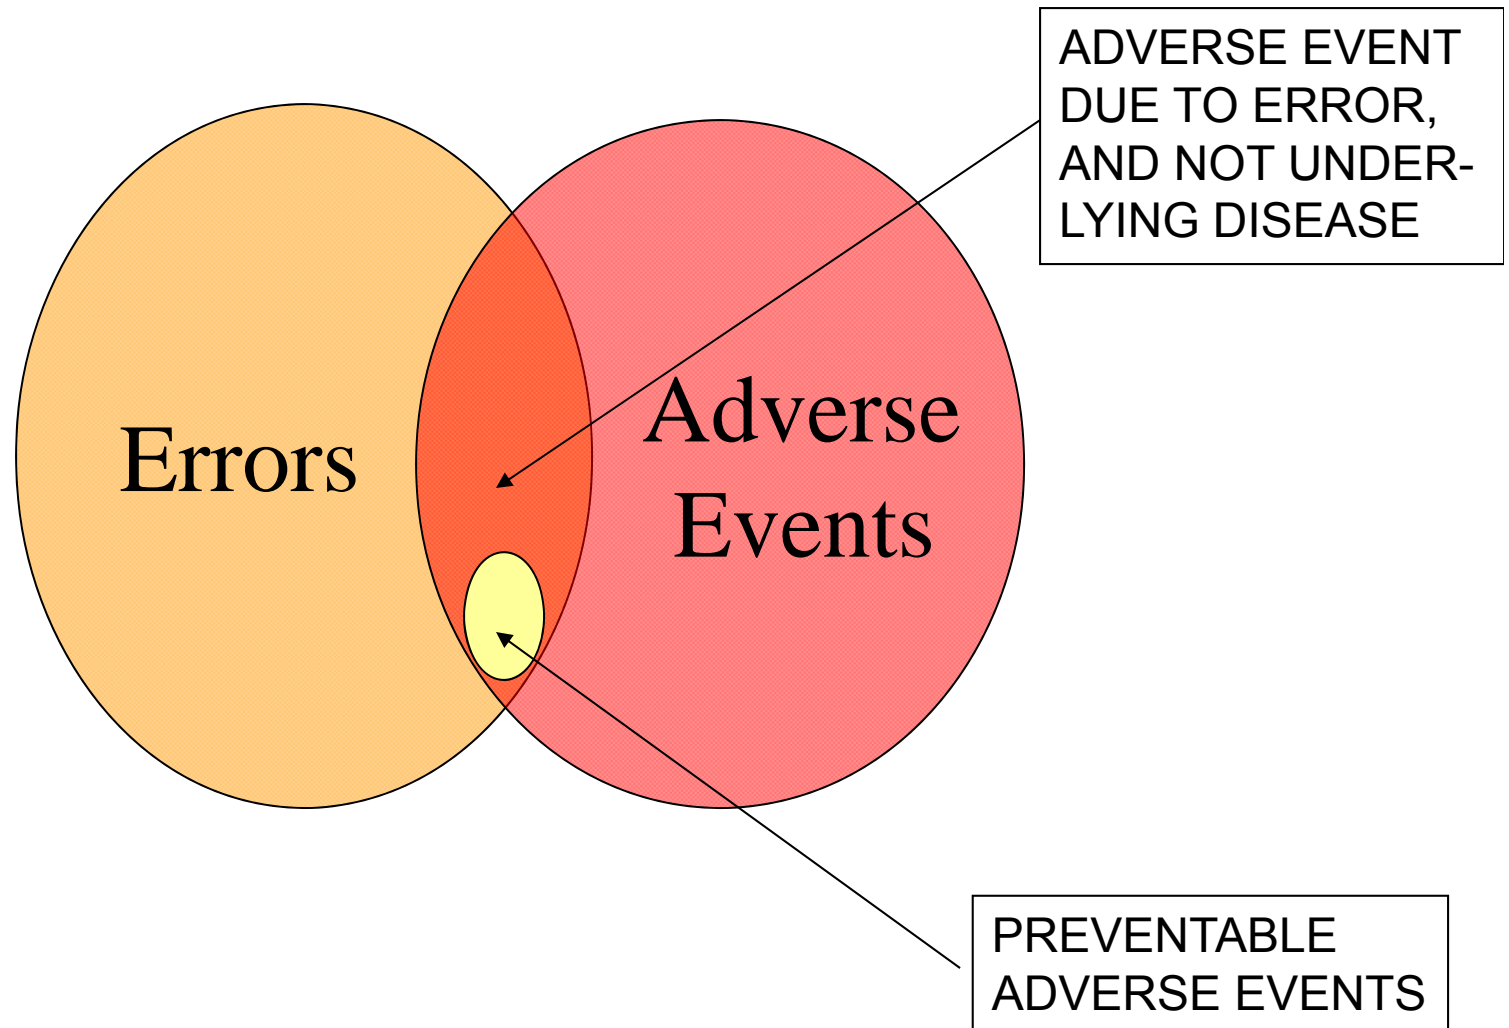 ADVERSE EVENT
DUE TO ERROR,
AND NOT UNDER-
LYING DISEASE
Errors
Adverse
Events
PREVENTABLE
ADVERSE EVENTS